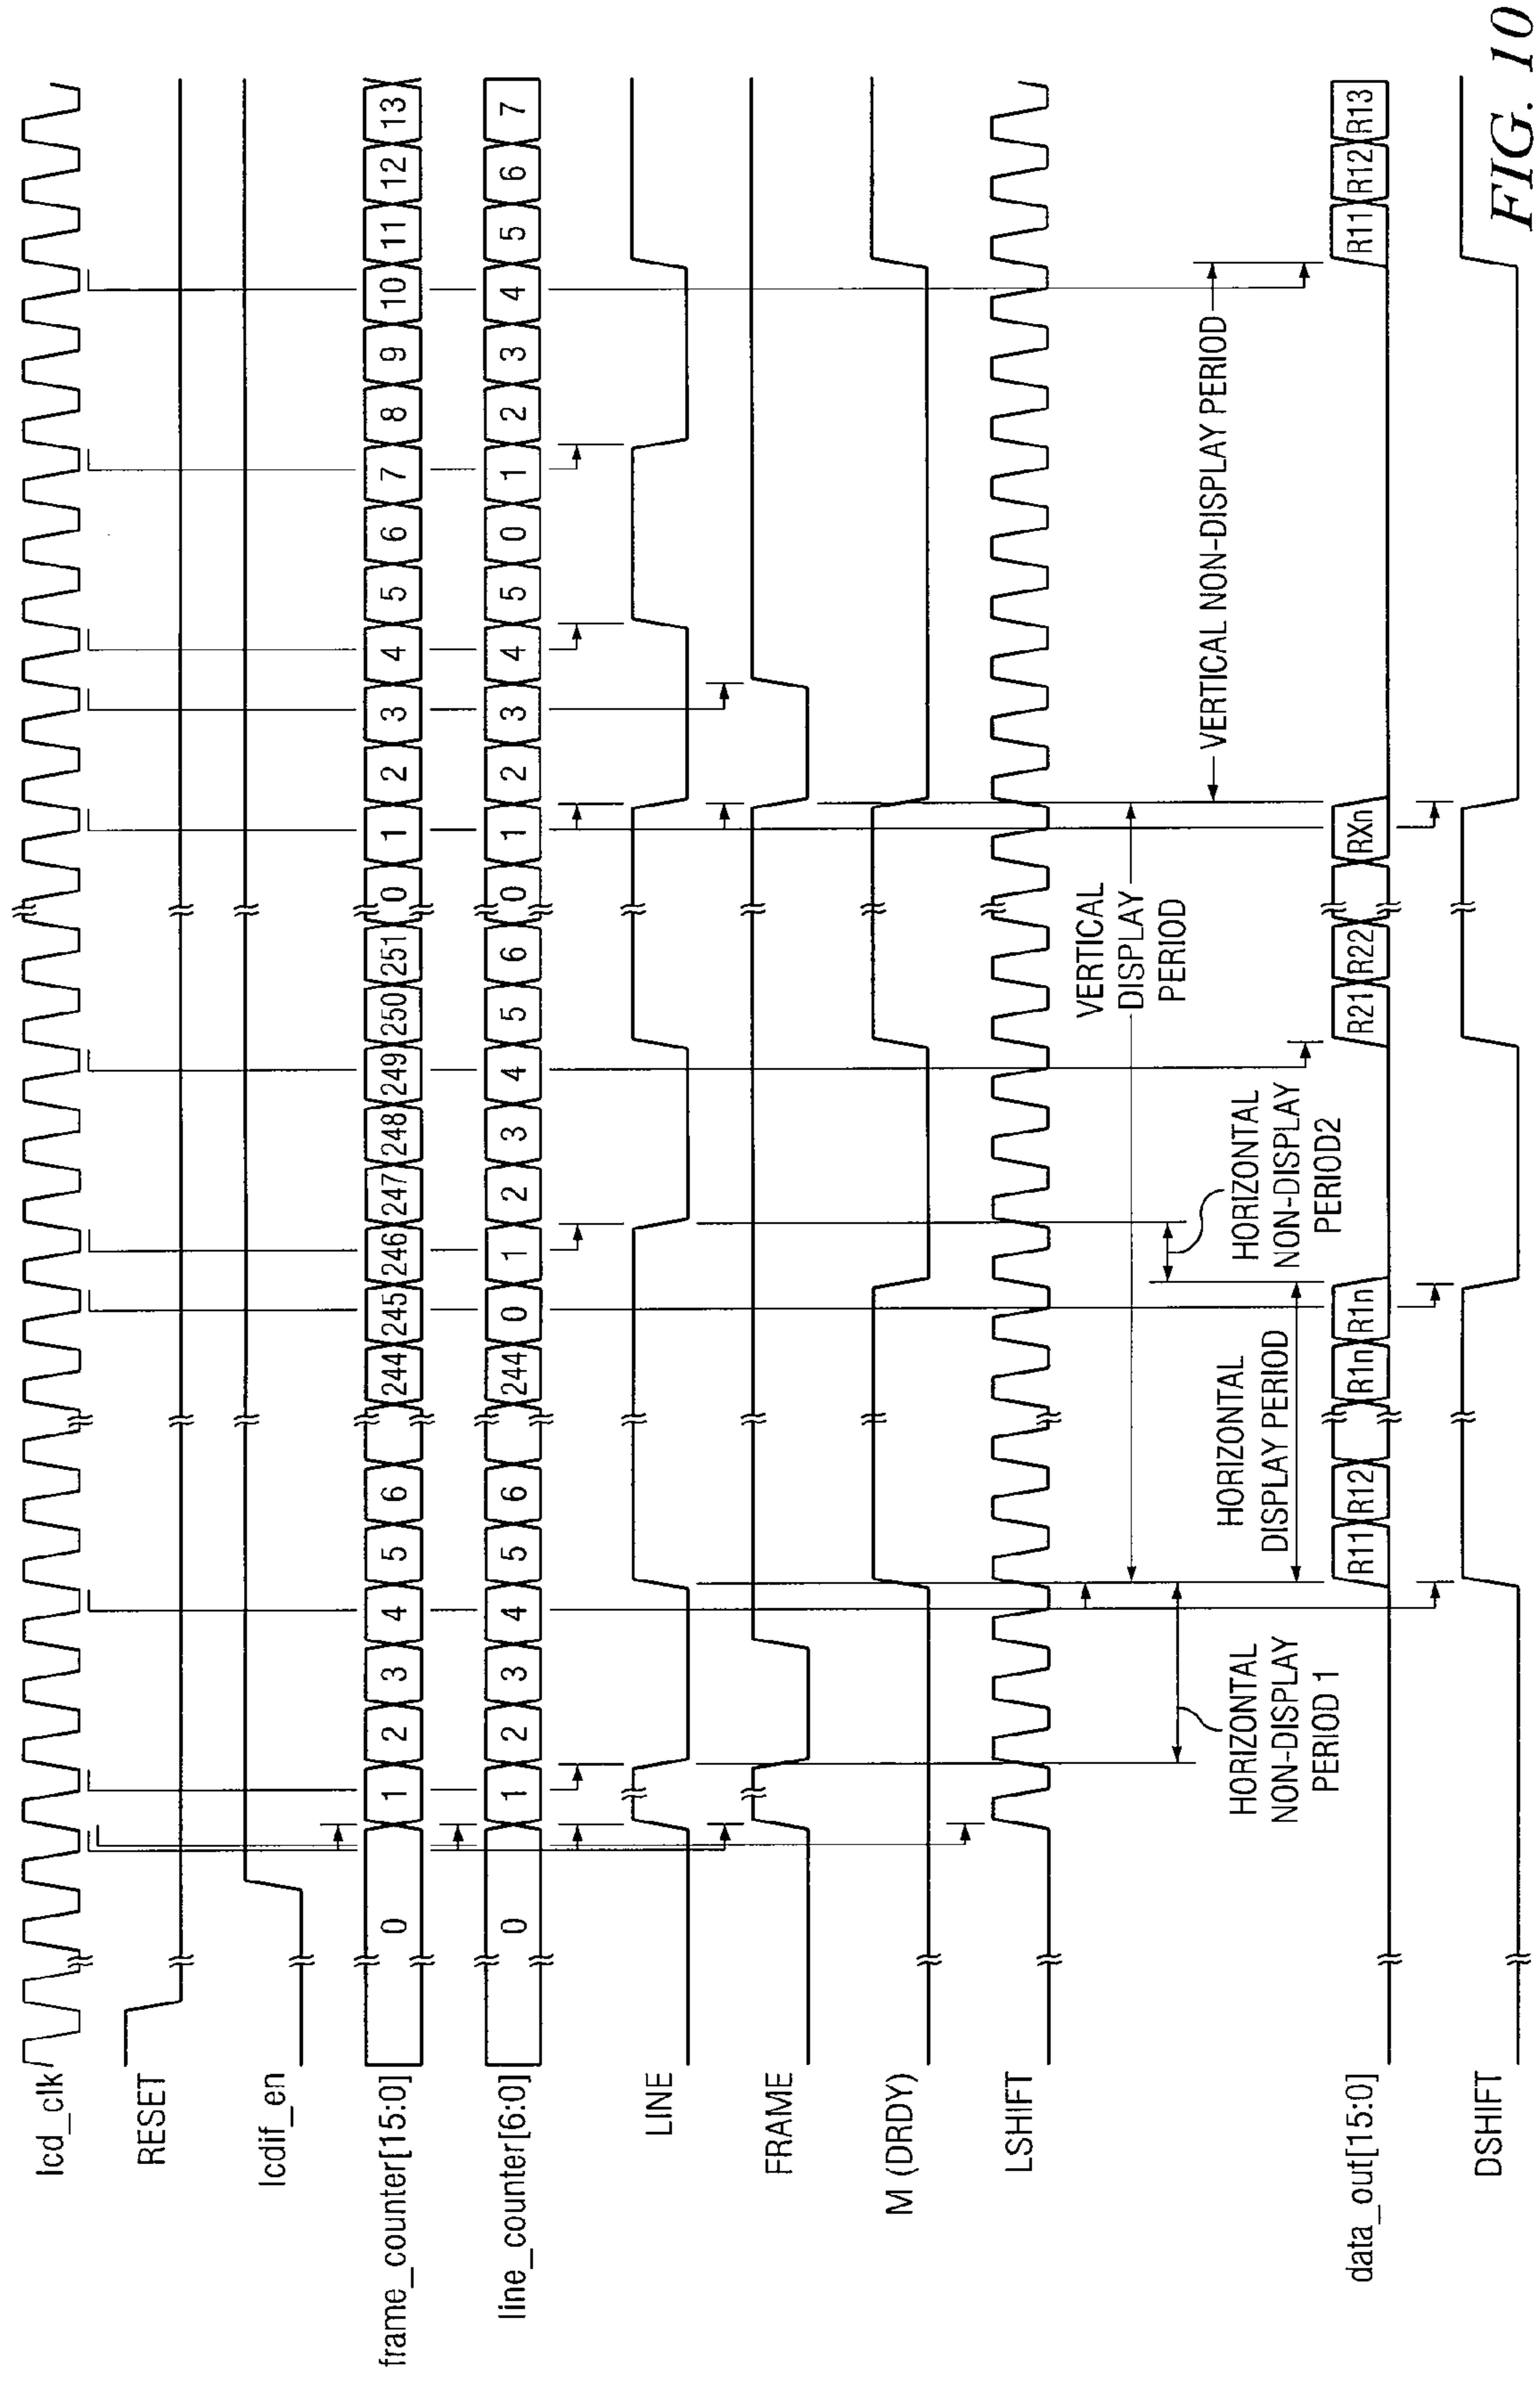 lcd_clk
RESET
lcdif_en
frame_counter[15:0]
0 1 2 3 4 5 6 244 245 246 247 248 249 250 251 0 1 2 3 4 5 6 7 8 9 10 11 12 13
line_counter[6:0]
0 1 2 3 4 5 6 244 0 1 2 3 4 5 6 0 1 2 3 4 5 0 1 2 3 4 5 6 7
LINE
FRAME
M (DRDY)
LSHIFT
VERTICAL
DISPLAY
PERIOD
VERTICAL NON-DISPLAY PERIOD
HORIZONTAL
NON-DISPLAY
PERIOD 1
HORIZONTAL
DISPLAY PERIOD
HORIZONTAL
NON-DISPLAY
PERIOD2
data_out[15:0]
R11 R12 R1n R1n R21 R22 RXn R11 R12 R13
DSHIFT
FIG. 10